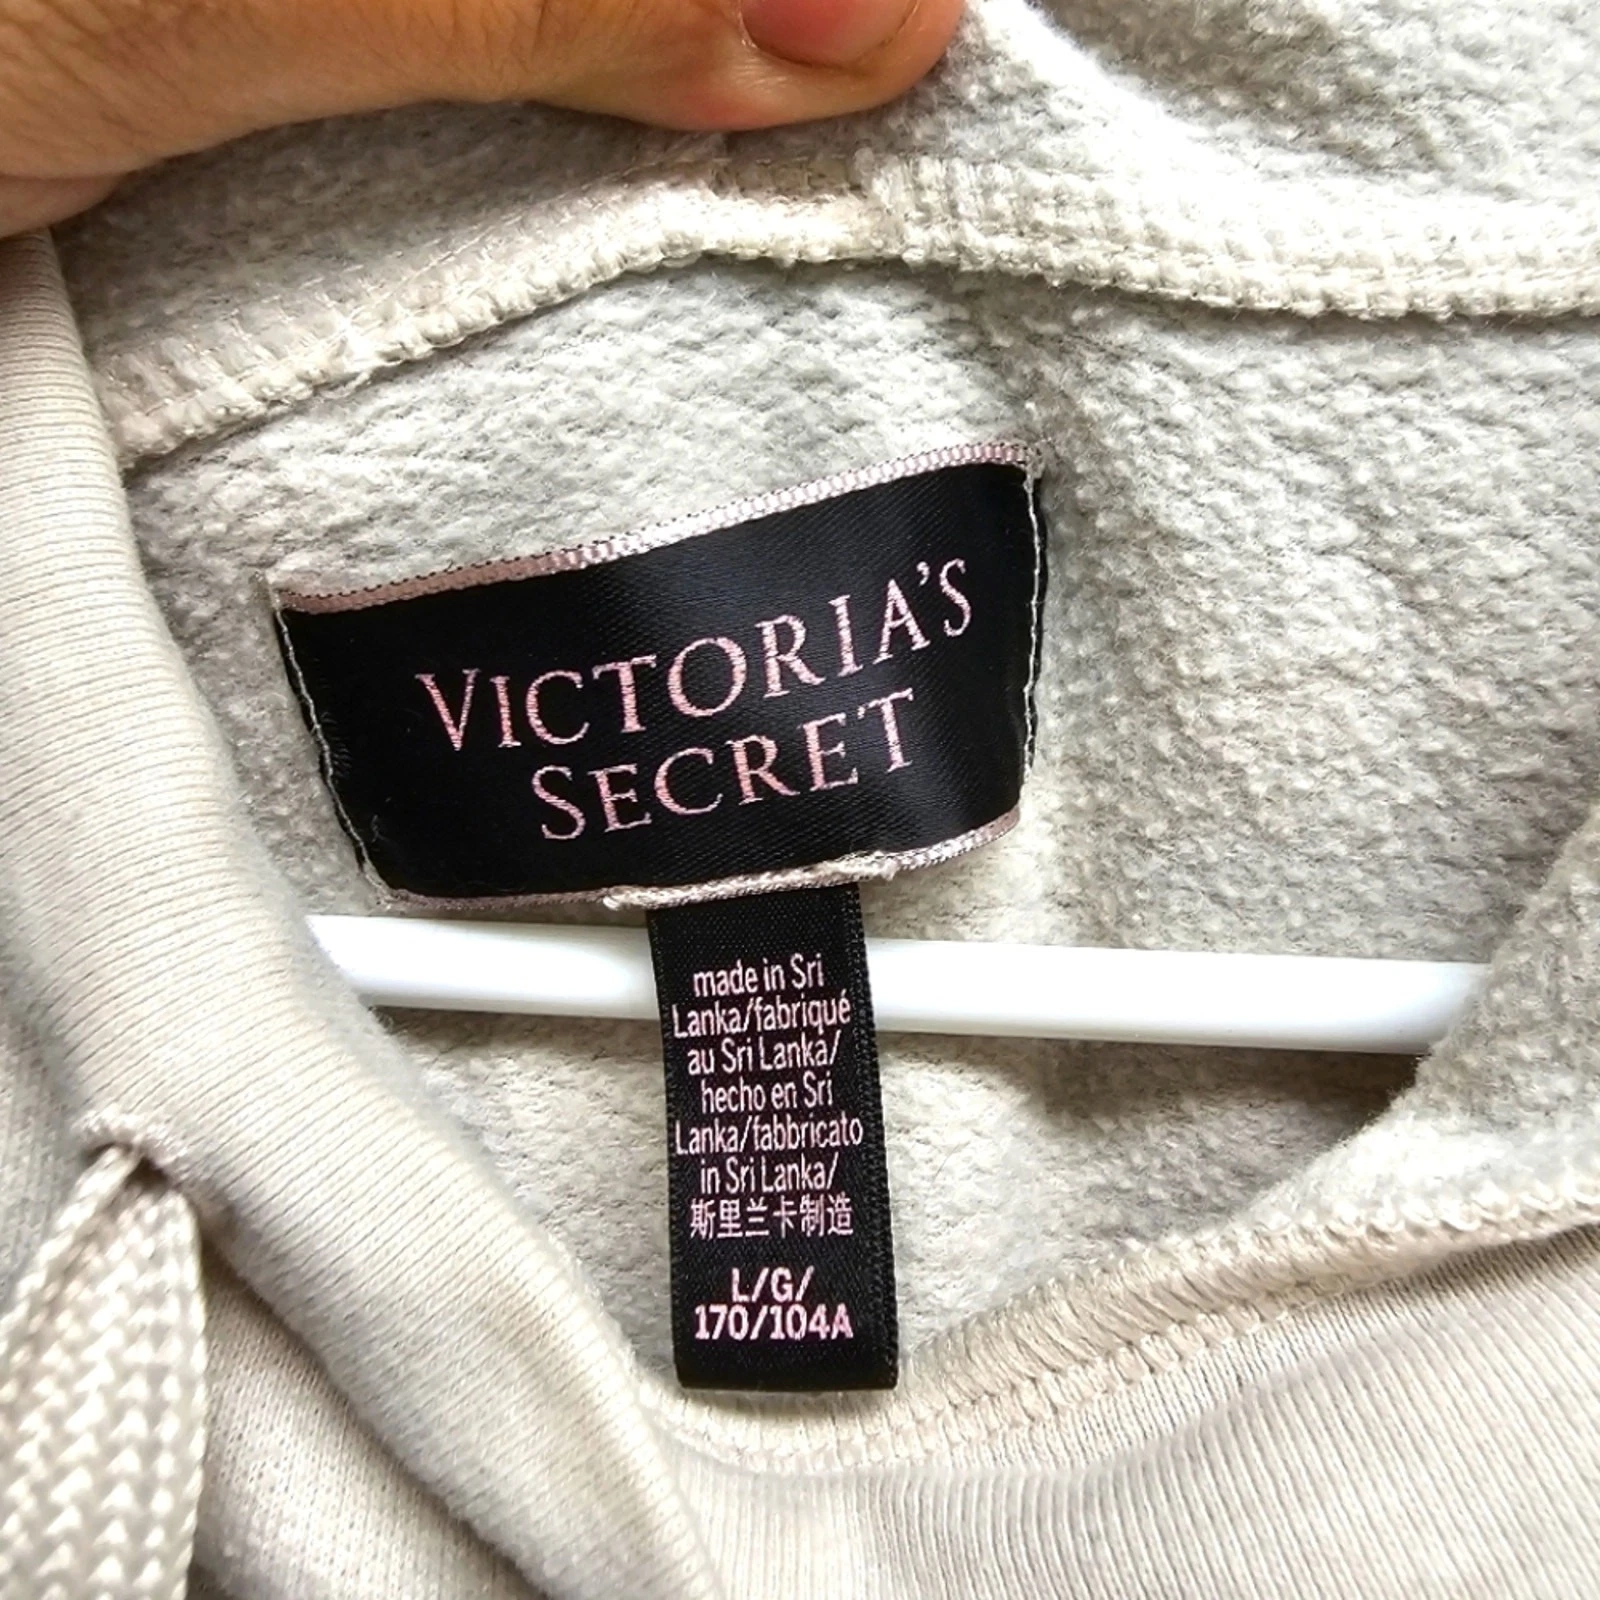 VICTORIA'S
SECRET
made in Sri
Lanka/fabriqué
au Sri Lanka/
hecho en Sri
Lanka/fabbricato
in Sri Lanka/
斯里兰卡制造
L/G/
170/104A